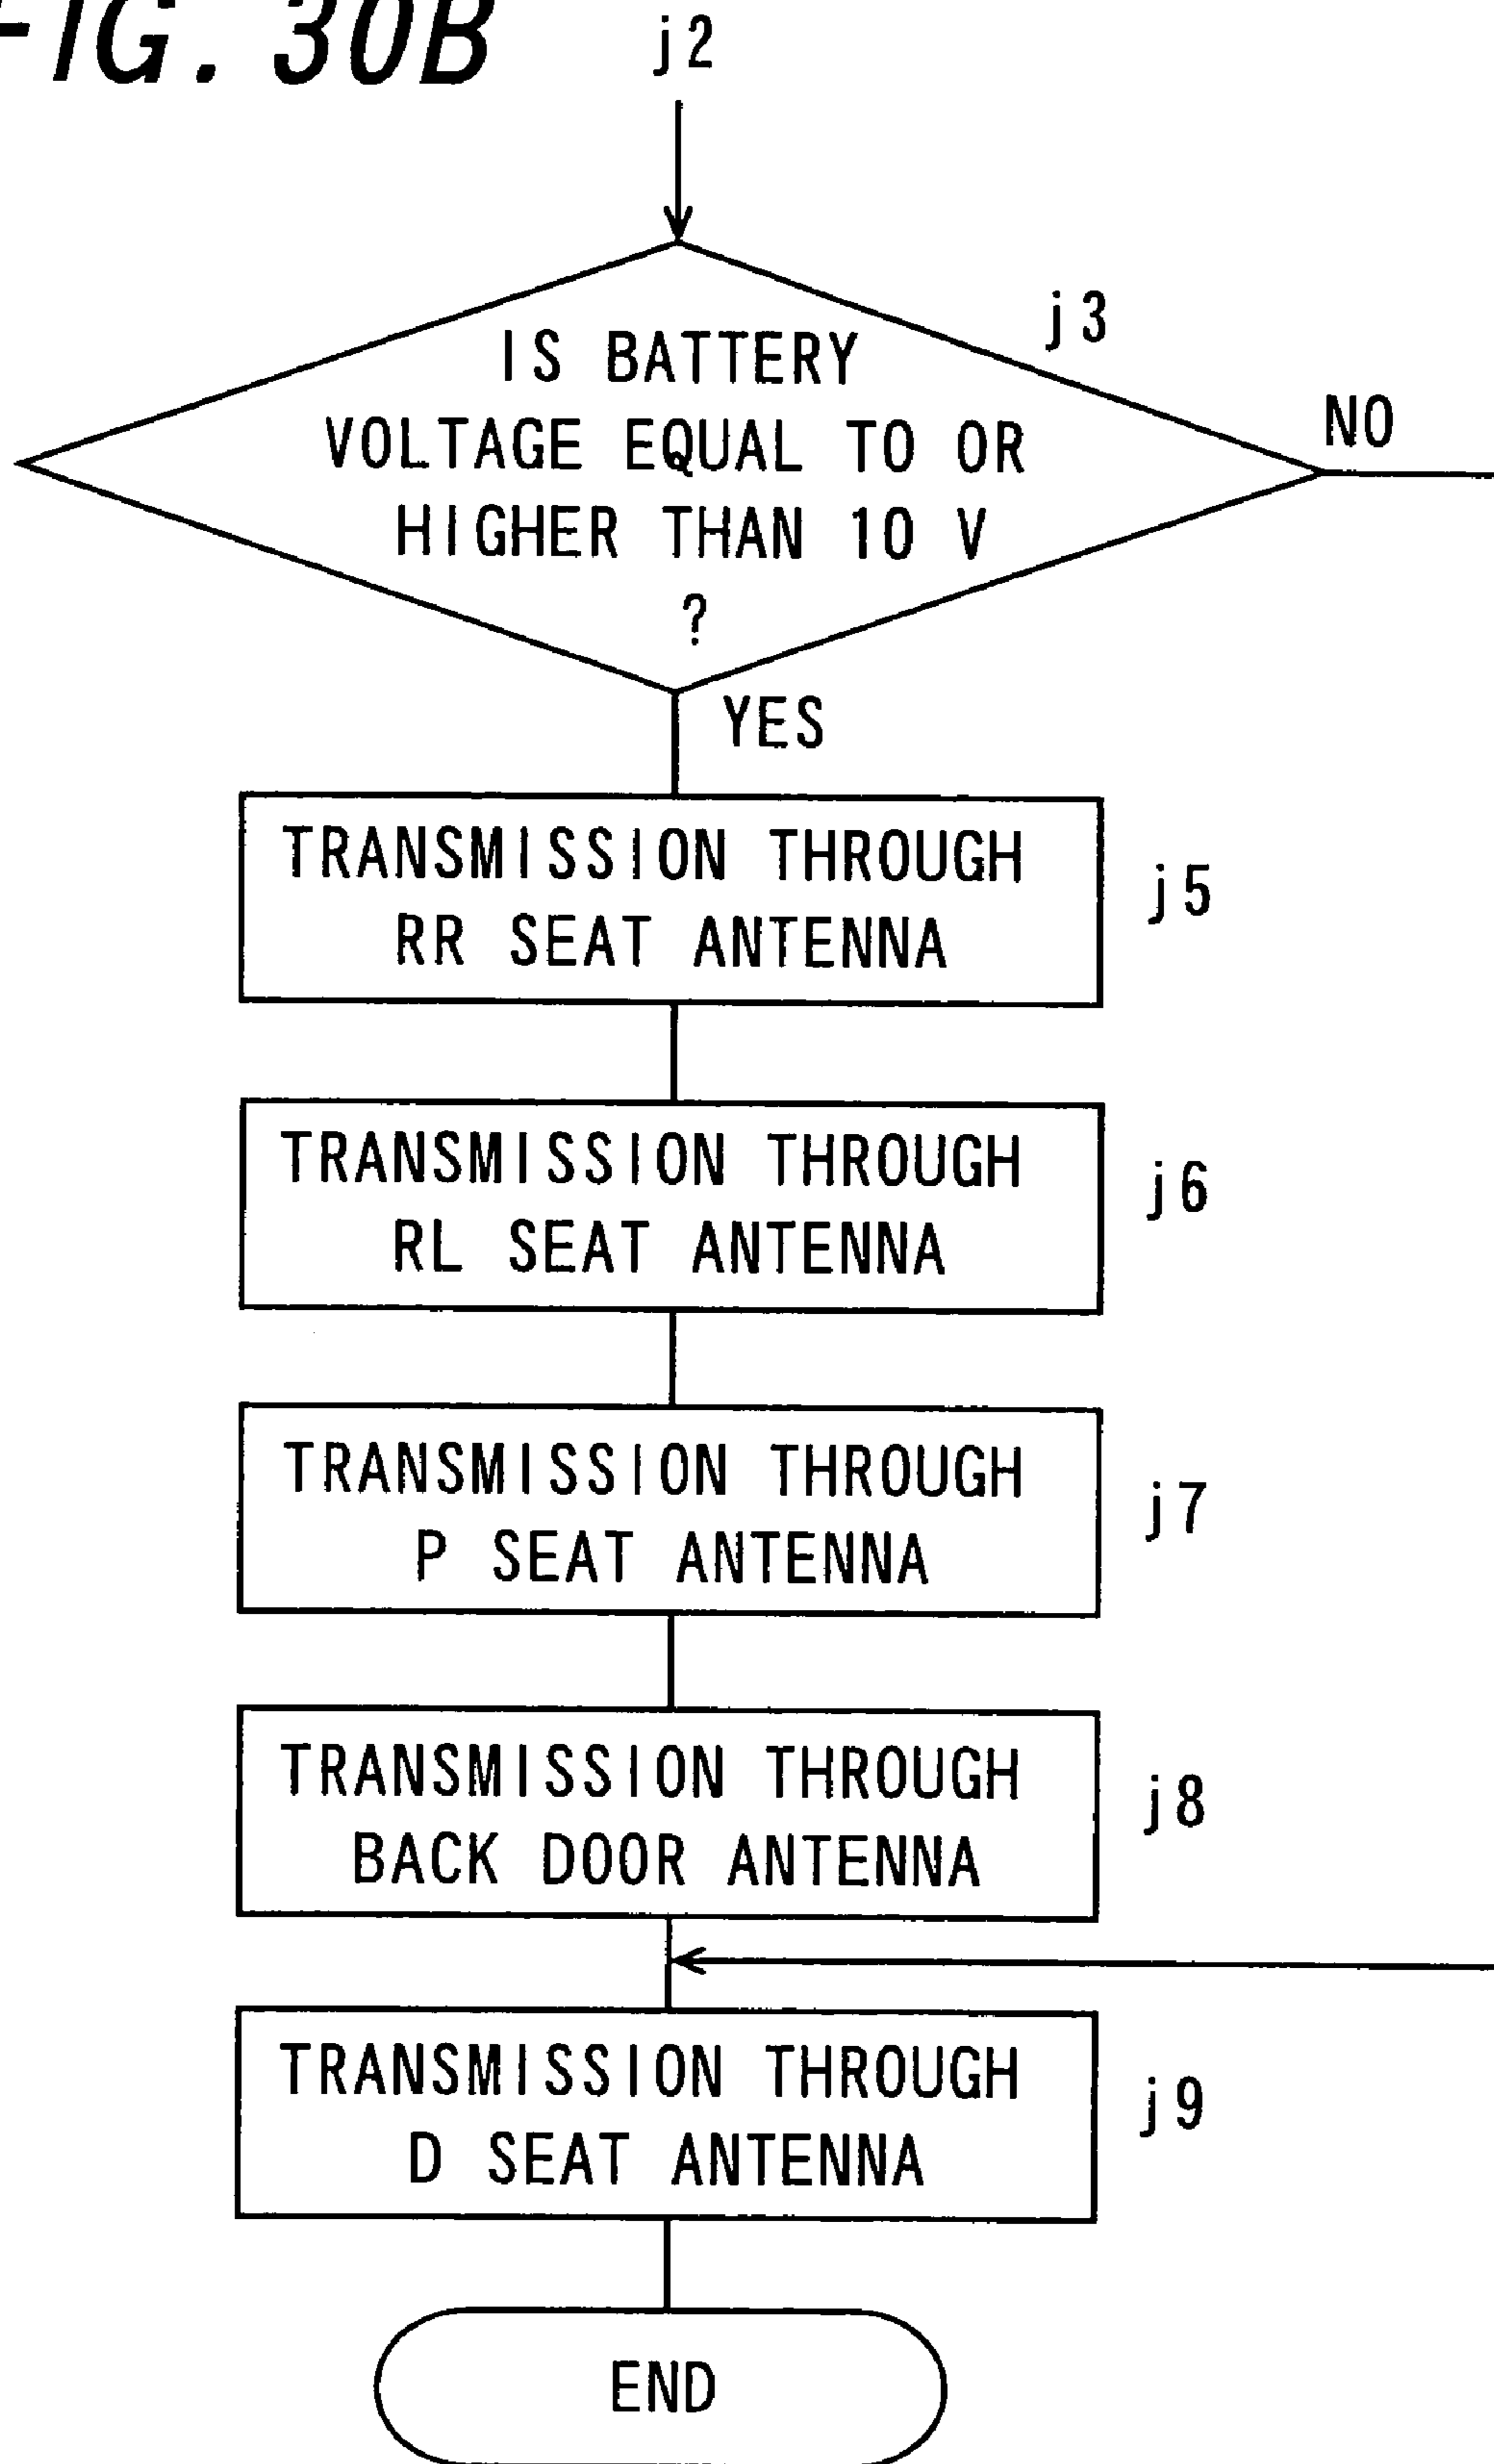 FIG. 30B
j2
j3
IS BATTERY
VOLTAGE EQUAL TO OR
HIGHER THAN 10 V
?
NO
YES
TRANSMISSION THROUGH
RR SEAT ANTENNA
j5
TRANSMISSION THROUGH
RL SEAT ANTENNA
j6
TRANSMISSION THROUGH
P SEAT ANTENNA
j7
TRANSMISSION THROUGH
BACK DOOR ANTENNA
j8
TRANSMISSION THROUGH
D SEAT ANTENNA
j9
END